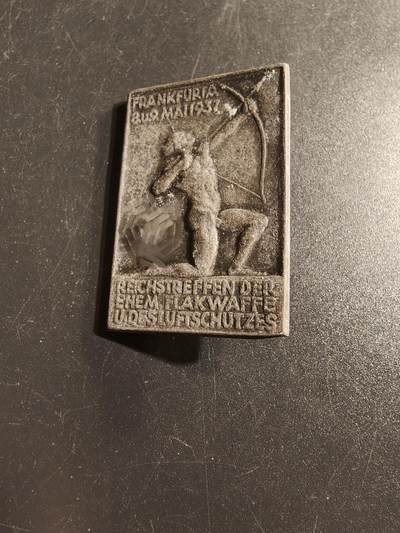 FRANKFURT A
8 u 9. MAI 1937
REICHSTREFFEN DER
EHEM. FLAKWAFFE
U. DES LUFTSCHUTZES